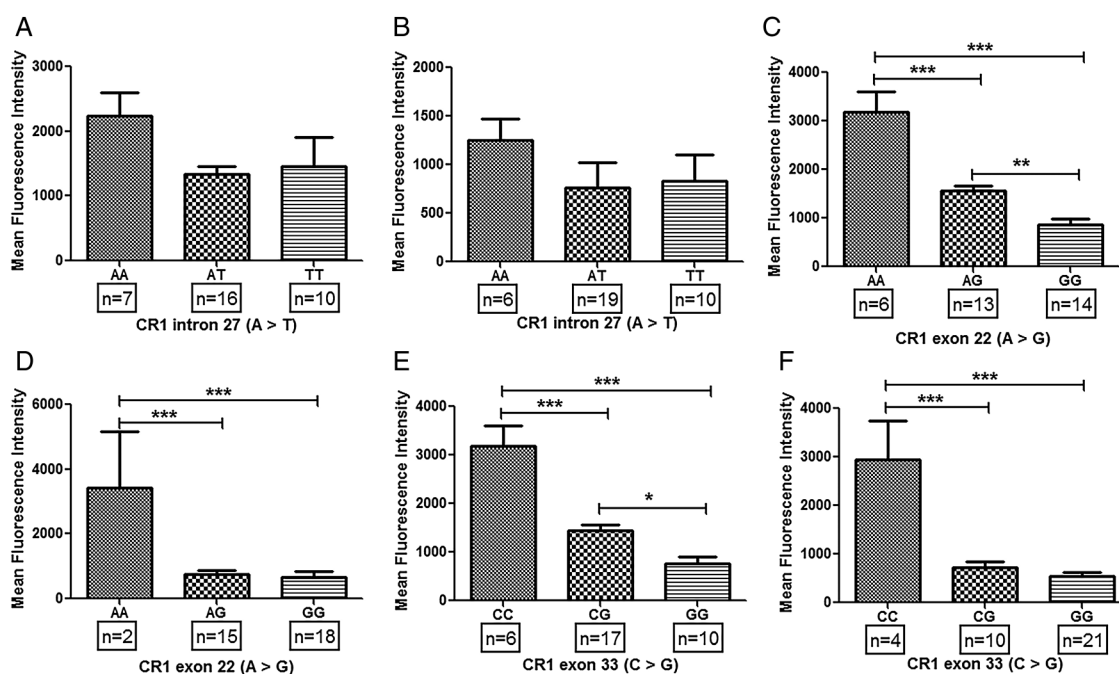 A
Mean Fluorescence Intensity
3000
2000
1000
0
AA AT TT
n=7 n=16 n=10
CR1 intron 27 (A > T)
B
Mean Fluorescence Intensity
2000
1500
1000
500
0
AA AT TT
n=6 n=19 n=10
CR1 intron 27 (A > T)
C
Mean Fluorescence Intensity
***
***
**
4000
3000
2000
1000
0
AA AG GG
n=6 n=13 n=14
CR1 exon 22 (A > G)
D
Mean Fluorescence Intensity
***
***
6000
4000
2000
0
AA AG GG
n=2 n=15 n=18
CR1 exon 22 (A > G)
E
Mean Fluorescence Intensity
***
***
*
4000
3000
2000
1000
0
CC CG GG
n=6 n=17 n=10
CR1 exon 33 (C > G)
F
Mean Fluorescence Intensity
***
***
4000
3000
2000
1000
0
CC CG GG
n=4 n=10 n=21
CR1 exon 33 (C > G)